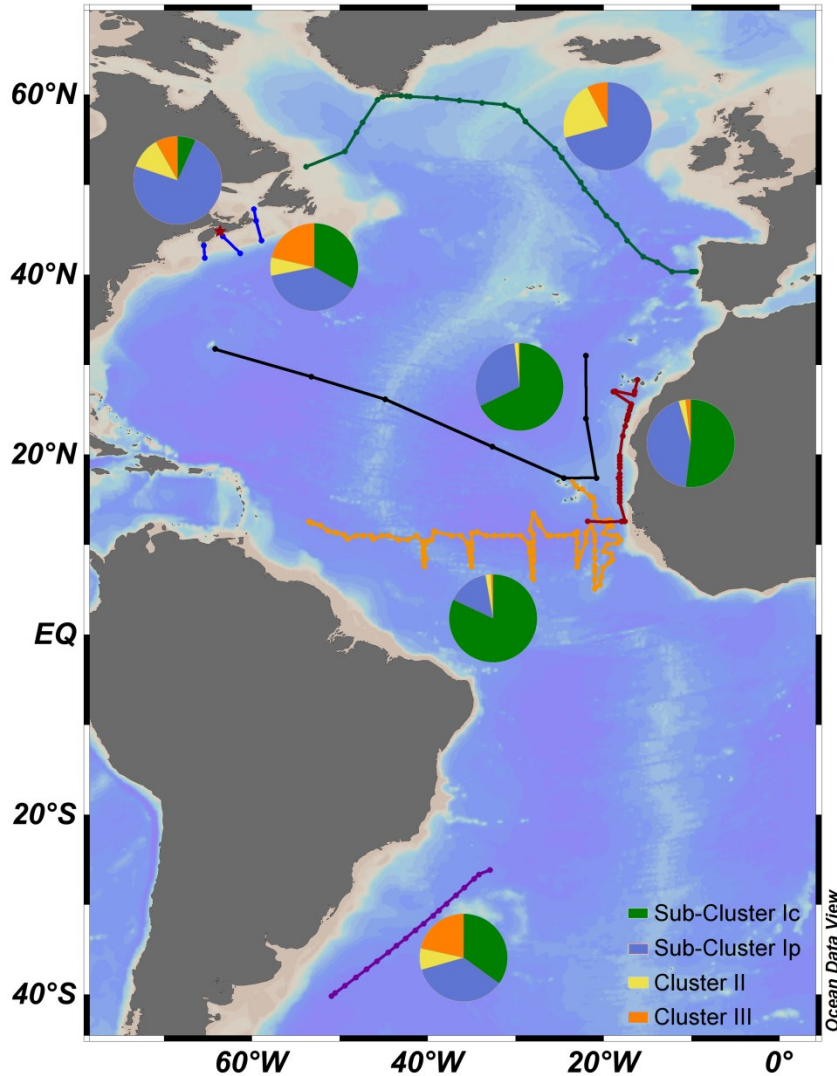 60°N
40°N
20°N
EQ
20°S
40°S
Sub-Cluster Ic
Sub-Cluster Ip
Cluster II
Cluster III
Ocean Data View
60°W
40°W
20°W
0°